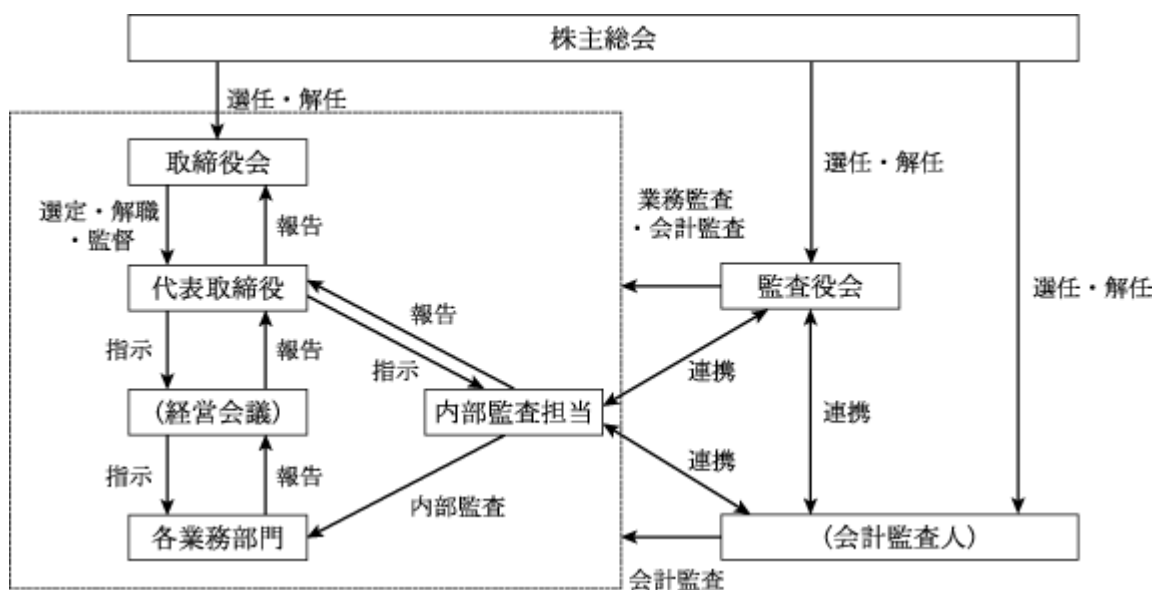 株主総会
選任・解任
取締役会
選任・解任
業務監査
・会計監査
選定・解職
・監督
報告
代表取締役
監査役会
選任・解任
報告
指示
報告
指示
連携
(経営会議)
内部監査担当
連携
指示
報告
連携
内部監査
各業務部門
(会計監査人)
会計監査